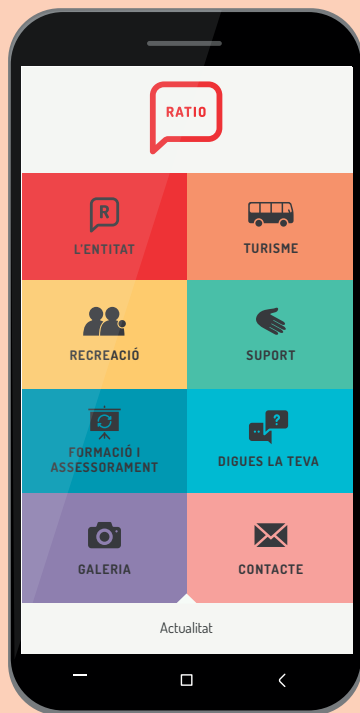 RATIO
R
L'ENTITAT
TURISME
RECREACIÓ
SUPORT
FORMACIÓ I
ASSESSORAMENT
?
DIGUES LA TEVA
GALERIA
CONTACTE
Actualitat